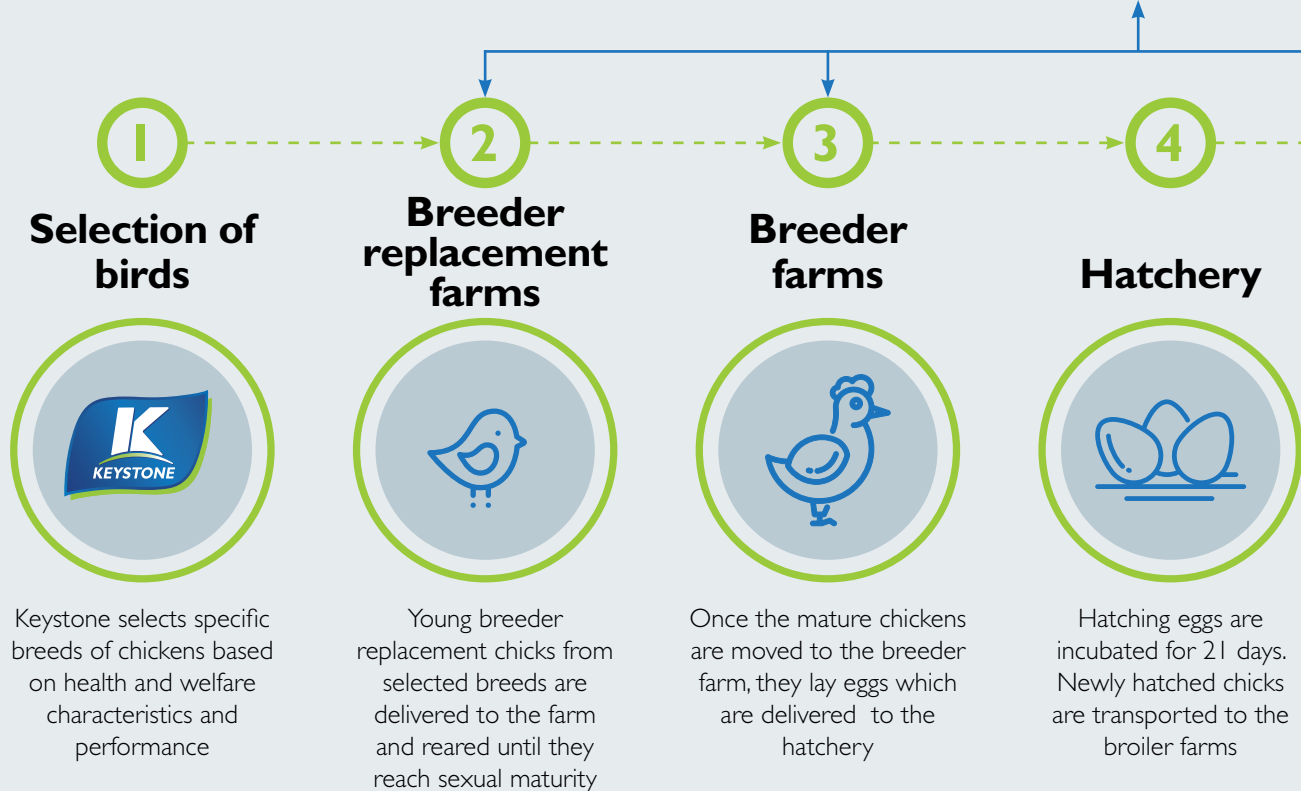 1
Selection of
birds
K
KEYSTONE
Keystone selects specific
breeds of chickens based
on health and welfare
characteristics and
performance
2
Breeder
replacement
farms
Young breeder
replacement chicks from
selected breeds are
delivered to the farm
and reared until they
reach sexual maturity
3
Breeder
farms
Once the mature chickens
are moved to the breeder
farm, they lay eggs which
are delivered  to the
hatchery
4
Hatchery
Hatching eggs are
incubated for 21 days.
Newly hatched chicks
are transported to the
broiler farms